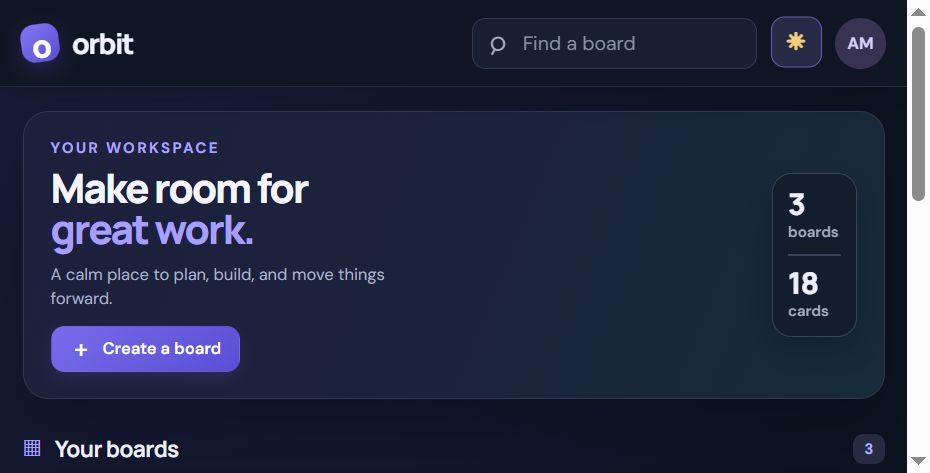 o orbit
Find a board
AM
YOUR WORKSPACE
Make room for
great work.
A calm place to plan, build, and move things
forward.
+ Create a board
3
boards
18
cards
Your boards
3